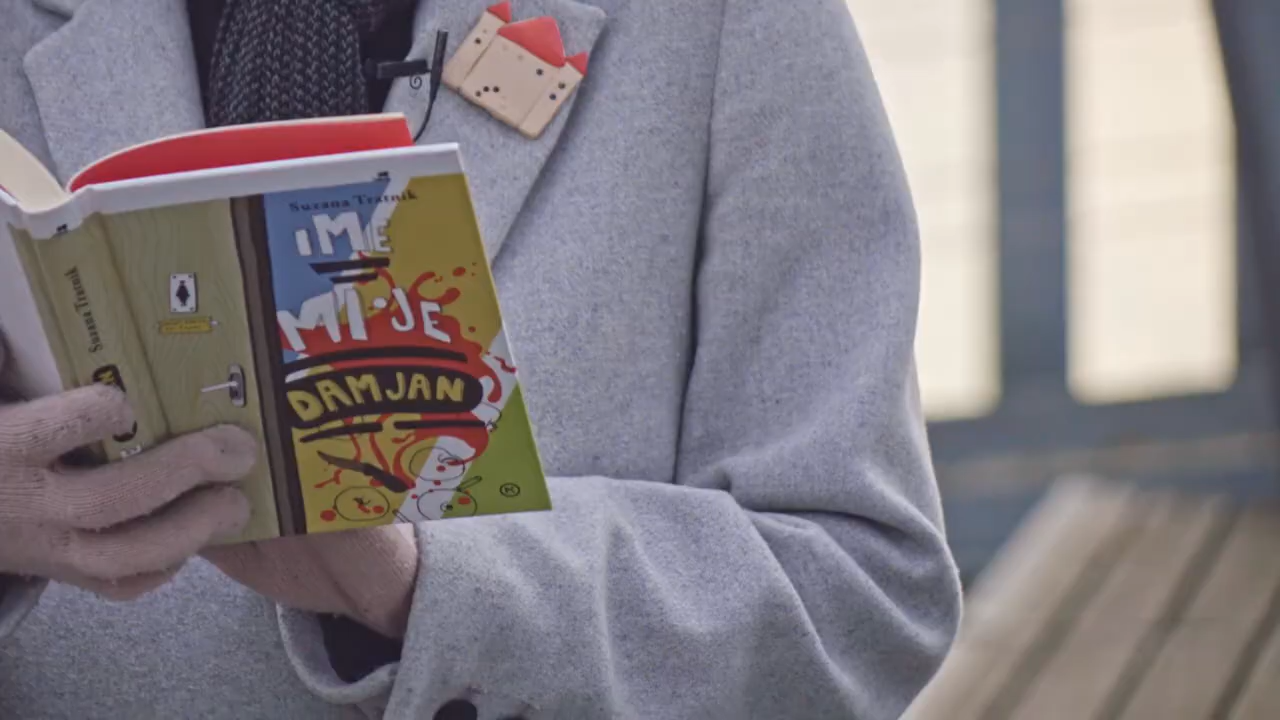 Suzana Tratnik
IME
MI·JE
DAMJAN
Suzana Tratnik